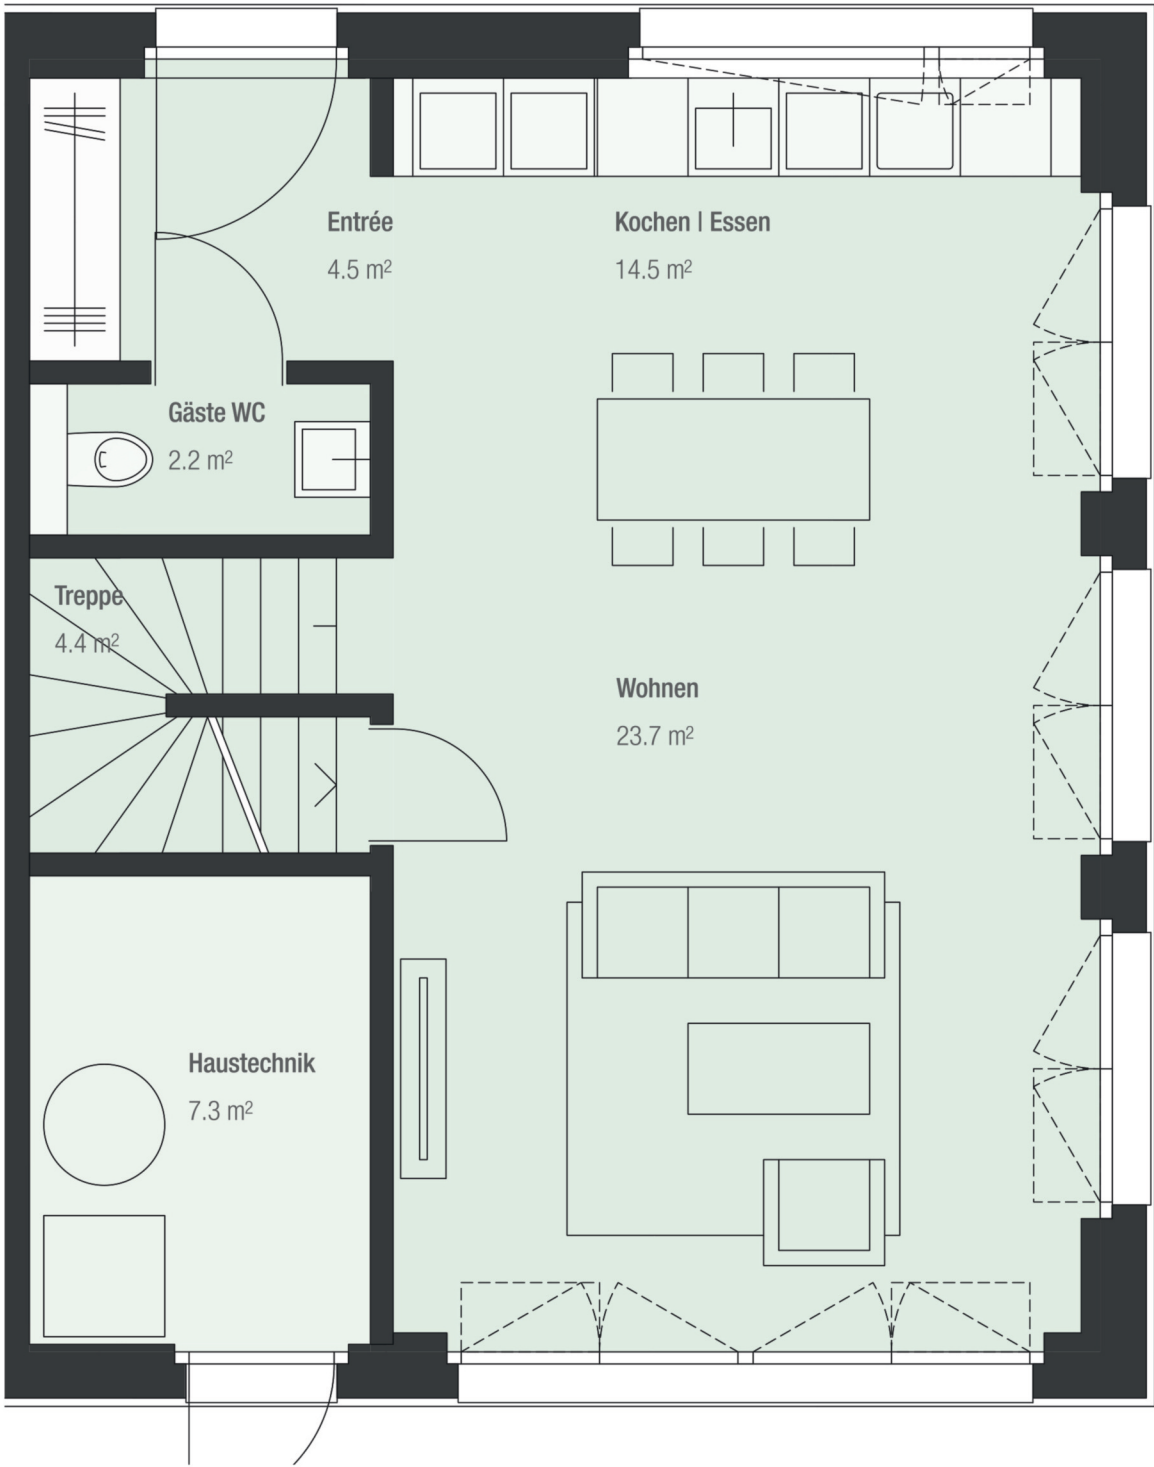 Entrée
4.5 m²
Kochen | Essen
14.5 m²
Gäste WC
2.2 m²
Treppe
4.4 m²
Wohnen
23.7 m²
Haustechnik
7.3 m²